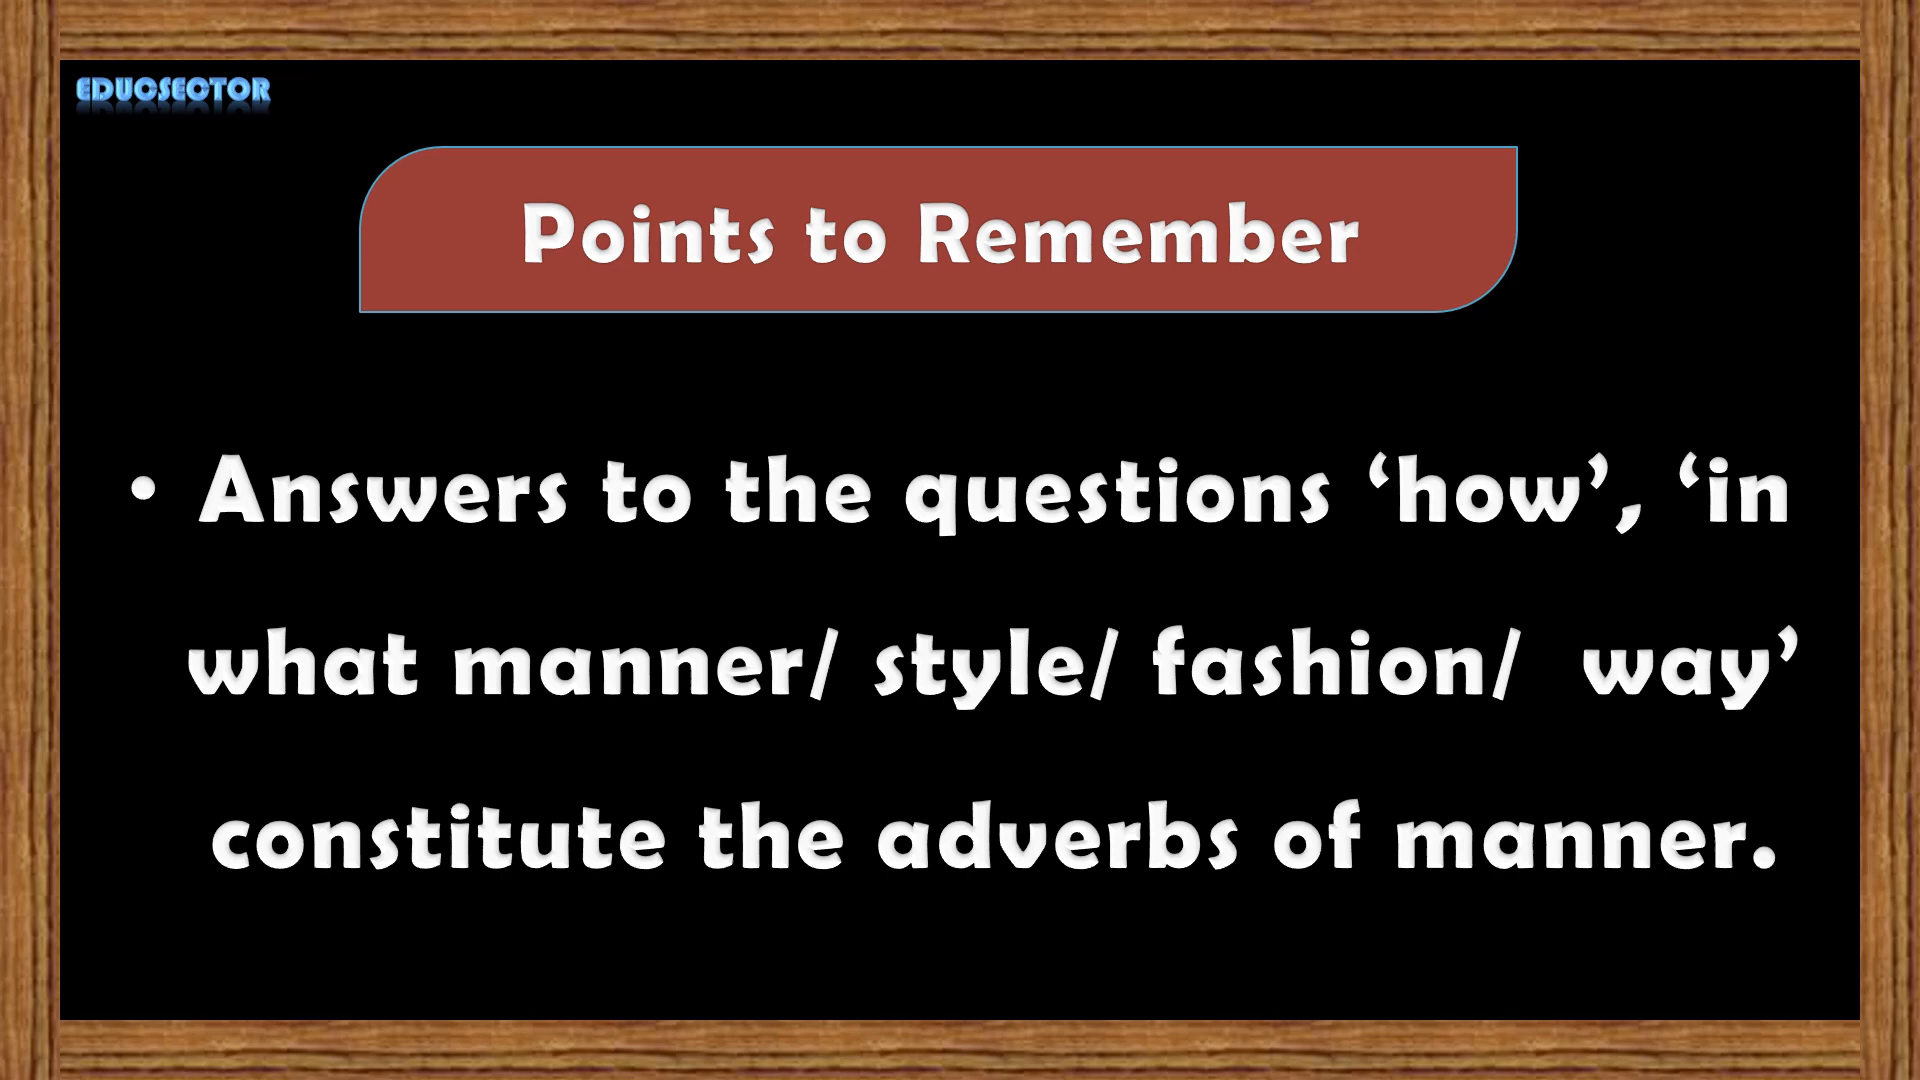 EDUCSECTOR
Points to Remember
• Answers to the questions ‘how’, ‘in
what manner/ style/ fashion/  way’
constitute the adverbs of manner.